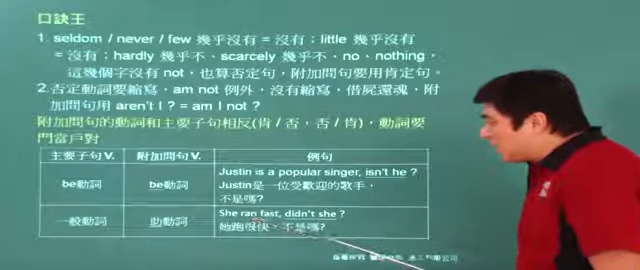 口訣王
1. seldom / never / few 幾乎沒有 = 沒有；little 幾乎沒有
= 沒有；hardly 幾乎不、scarcely 幾乎不、no、nothing，
這幾個字沒有 not，也算否定句，附加問句要用肯定句。
2. 否定動詞要縮寫，am not 例外，沒有縮寫，借屍還魂，附
加問句用 aren't I ? = am I not ?
附加問句的動詞和主要子句相反(肯 / 否，否 / 肯)，動詞要
門當戶對
主要子句V. 附加問句V. 例句
be動詞 be動詞 Justin is a popular singer, isn't he ?
Justin是一位受歡迎的歌手，
不是嗎?
一般動詞 助動詞 She ran fast, didn't she ?
她跑很快，不是嗎?
版權所有